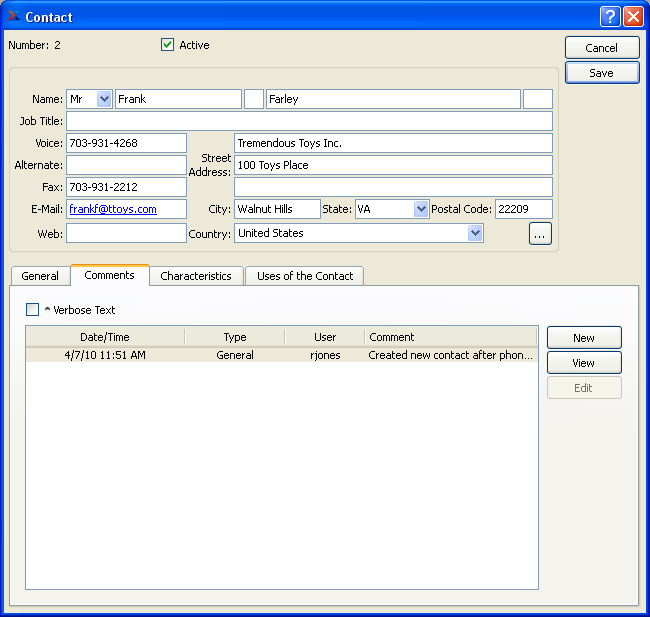 Contact
Number: 2 Active
Cancel
Save
Name: Mr Frank Farley
Job Title:
Voice: 703-931-4268
Alternate:
Fax: 703-931-2212
E-Mail: frankf@ttoys.com
Web:
Street
Address:
Tremendous Toys Inc.
100 Toys Place
City: Walnut Hills State: VA Postal Code: 22209
Country: United States ...
General Comments Characteristics Uses of the Contact
^ Verbose Text
Date/Time Type User Comment
4/7/10 11:51 AM General rjones Created new contact after phon...
New
View
Edit